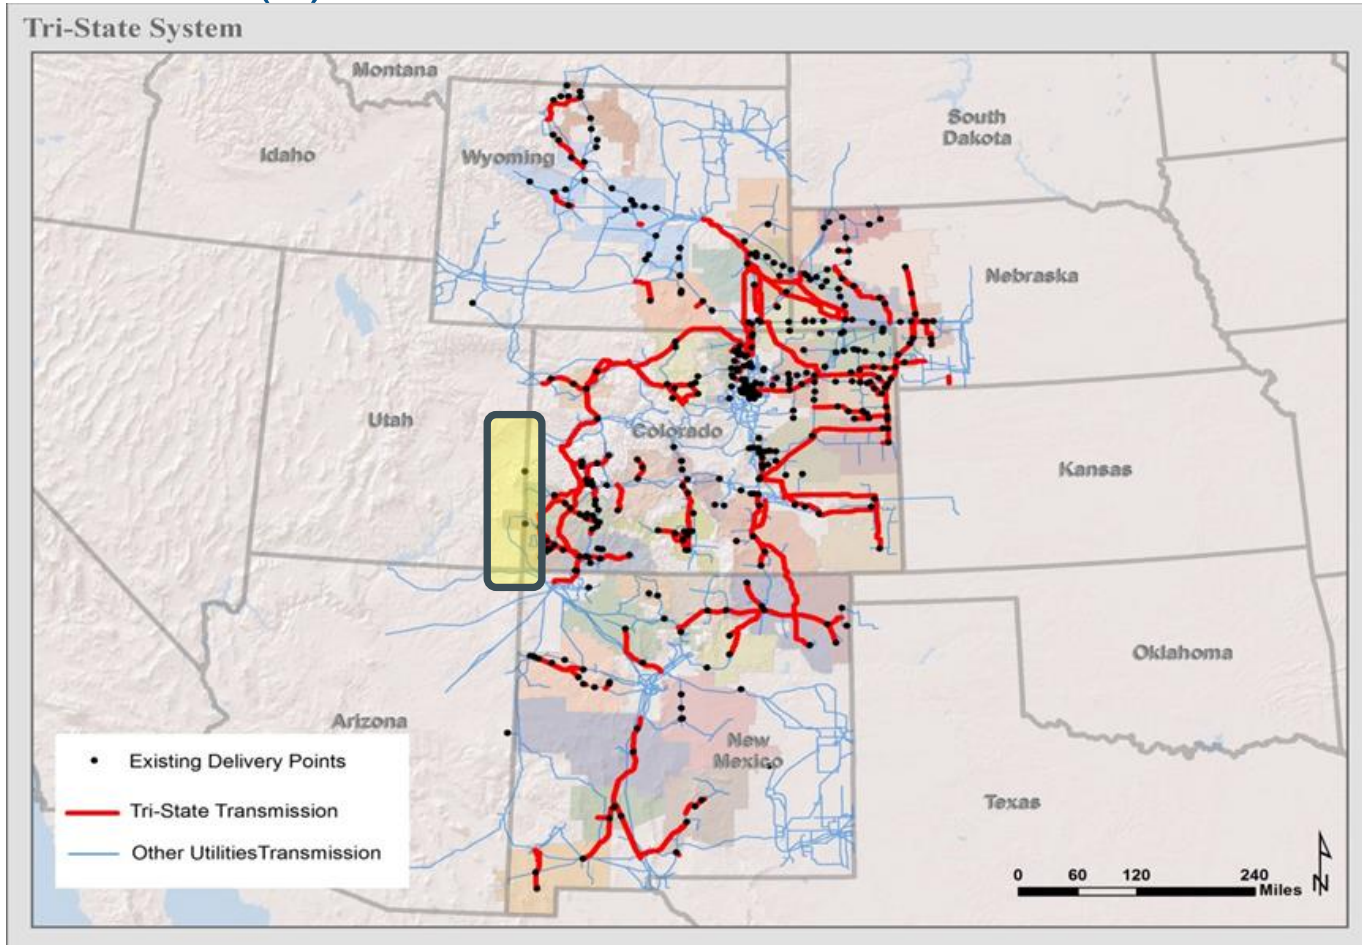 Tri-State System
Montana
South
Dakota
Idaho
Wyoming
Nebraska
Utah
Colorado
Kansas
Oklahoma
Arizona
New
Mexico
Texas
Existing Delivery Points
Tri-State Transmission
Other UtilitiesTransmission
0 60 120 240
Miles
N